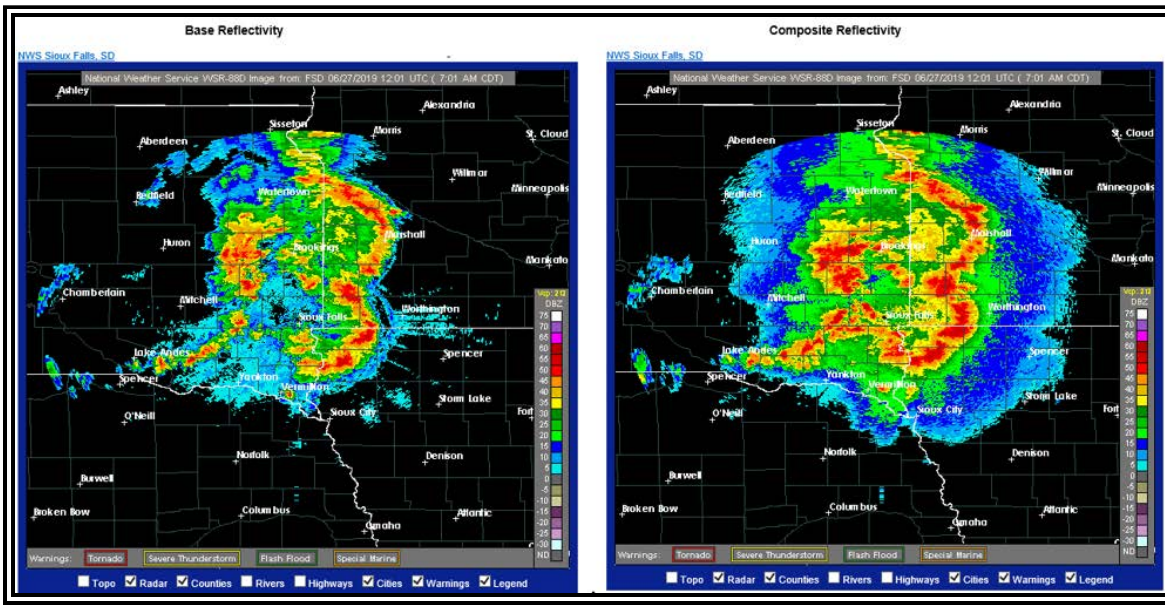 Base Reflectivity
NWS Sioux Falls, SD
National Weather Service WSR-88D Image from: FSD 06/27/2019 12:01 UTC ( 7:01 AM CDT)
Ashley
Alexandria
Sisseton
Morris
St. Cloud
Aberdeen
Willmar
Minneapolis
Redfield
Watertown
Huron
Brookings
Marshall
Mankato
Chamberlain
Mitchell
Worthington
Sioux Falls
Lake Andes
Spencer
Spencer
Yankton
Vermillion
Storm Lake
O'Neill
Sioux City
Fort
Norfolk
Denison
Burwell
Broken Bow
Columbus
Atlantic
Omaha
Vcp: 212
DBZ
75
70
65
60
55
50
45
40
35
30
25
20
15
10
5
0
-5
-10
-15
-20
-25
-30
ND
Warnings: Tornado Severe Thunderstorm Flash Flood Special Marine
Topo Radar Counties Rivers Highways Cities Warnings Legend
Composite Reflectivity
NWS Sioux Falls, SD
National Weather Service WSR-88D Image from: FSD 06/27/2019 12:01 UTC ( 7:01 AM CDT)
Ashley
Alexandria
Sisseton
Morris
St. Cloud
Aberdeen
Willmar
Minneapolis
Redfield
Watertown
Huron
Brookings
Marshall
Mankato
Chamberlain
Mitchell
Worthington
Sioux Falls
Lake Andes
Spencer
Spencer
Yankton
Vermillion
Storm Lake
O'Neill
Sioux City
Fort
Norfolk
Denison
Burwell
Broken Bow
Columbus
Atlantic
Omaha
Vcp: 212
DBZ
75
70
65
60
55
50
45
40
35
30
25
20
15
10
5
0
-5
-10
-15
-20
-25
-30
ND
Warnings: Tornado Severe Thunderstorm Flash Flood Special Marine
Topo Radar Counties Rivers Highways Cities Warnings Legend